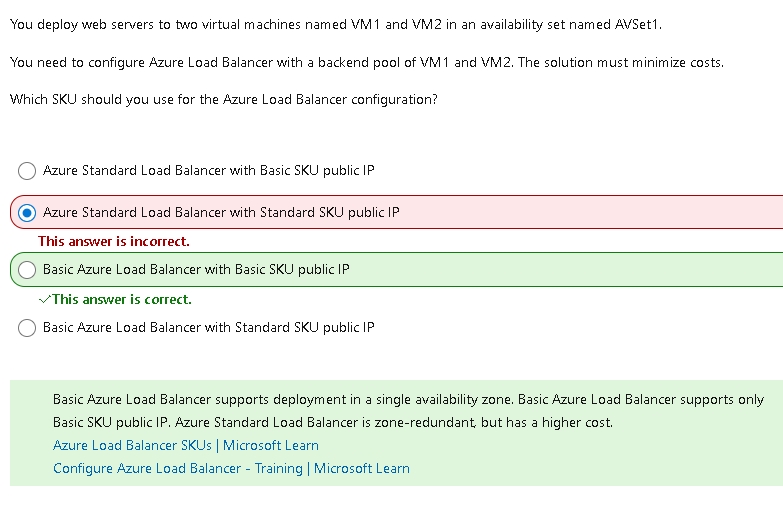 You deploy web servers to two virtual machines named VM1 and VM2 in an availability set named AVSet1.
You need to configure Azure Load Balancer with a backend pool of VM1 and VM2. The solution must minimize costs.
Which SKU should you use for the Azure Load Balancer configuration?
Azure Standard Load Balancer with Basic SKU public IP
Azure Standard Load Balancer with Standard SKU public IP
This answer is incorrect.
Basic Azure Load Balancer with Basic SKU public IP
This answer is correct.
Basic Azure Load Balancer with Standard SKU public IP
Basic Azure Load Balancer supports deployment in a single availability zone. Basic Azure Load Balancer supports only
Basic SKU public IP. Azure Standard Load Balancer is zone-redundant, but has a higher cost.
Azure Load Balancer SKUs | Microsoft Learn
Configure Azure Load Balancer - Training | Microsoft Learn